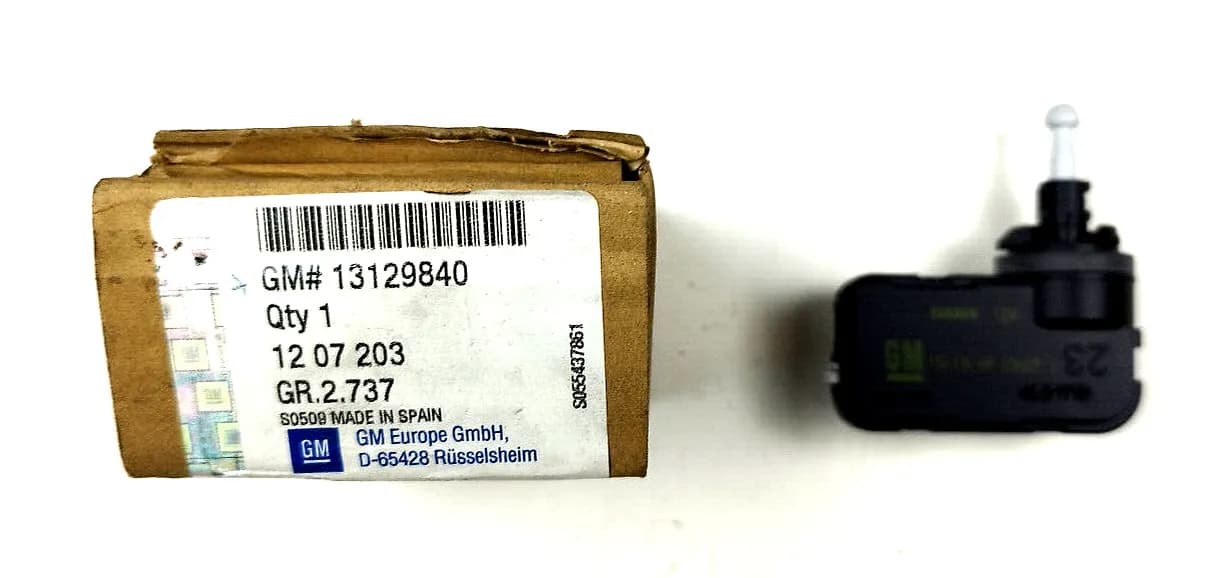 GM# 13129840
Qty 1
12 07 203
GR.2.737
S0509 MADE IN SPAIN
GM
GM Europe GmbH,
D-65428 Rüsselsheim
S055437861
GM
23